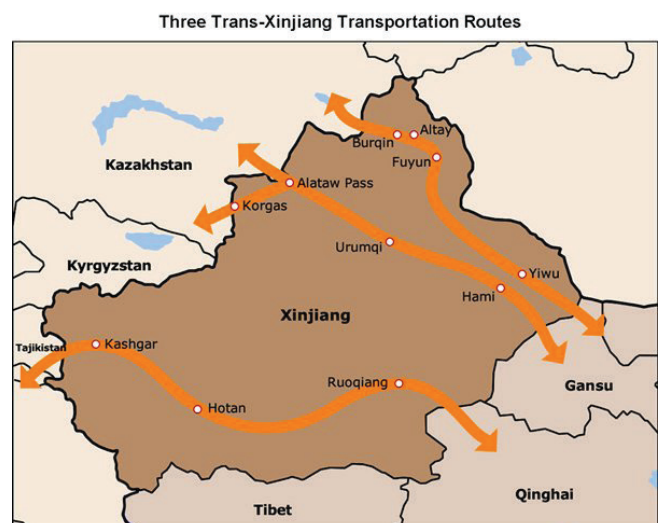 Three Trans-Xinjiang Transportation Routes
Burqin
Altay
Fuyun
Kazakhstan
Alataw Pass
Korgas
Urumqi
Kyrgyzstan
Yiwu
Hami
Xinjiang
Tajikistan
Kashgar
Ruoqiang
Gansu
Hotan
Qinghai
Tibet